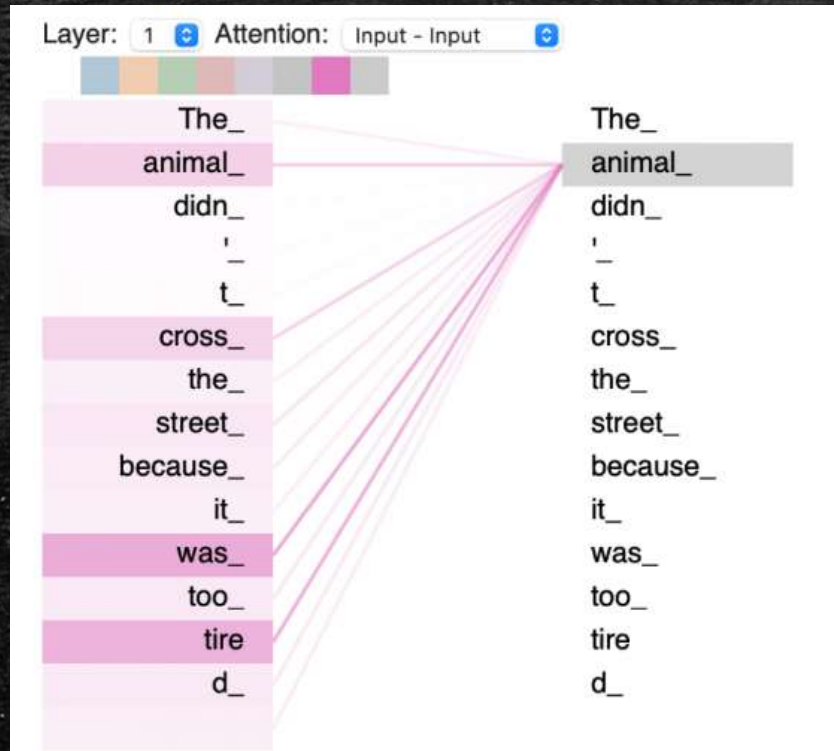 Layer: 1 Attention: Input - Input
The_ The_
animal_ animal_
didn_ didn_
'_ '_
t_ t_
cross_ cross_
the_ the_
street_ street_
because_ because_
it_ it_
was_ was_
too_ too_
tire tire
d_ d_